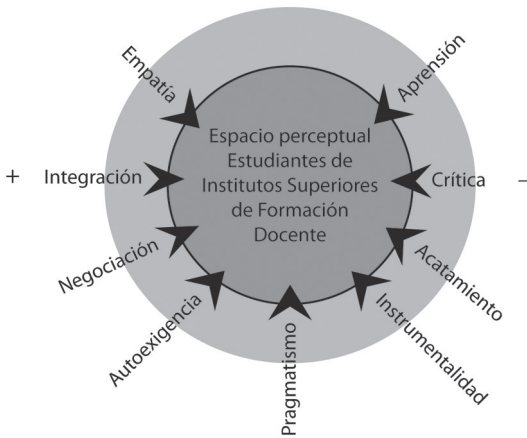 Empatía
Aprensión
Espacio perceptual
Estudiantes de
Institutos Superiores
de Formación
Docente
+
Integración
Crítica
–
Negociación
Acatamiento
Autoexigencia
Instrumentalidad
Pragmatismo